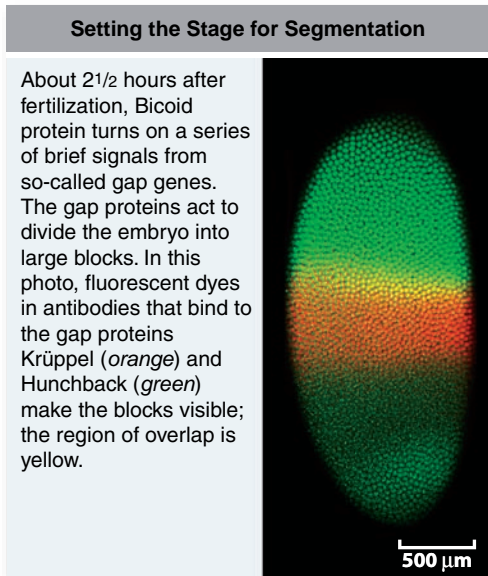 Setting the Stage for Segmentation
About 21/2 hours after
fertilization, Bicoid
protein turns on a series
of brief signals from
so-called gap genes.
The gap proteins act to
divide the embryo into
large blocks. In this
photo, fluorescent dyes
in antibodies that bind to
the gap proteins
Krüppel (orange) and
Hunchback (green)
make the blocks visible;
the region of overlap is
yellow.
500 μm